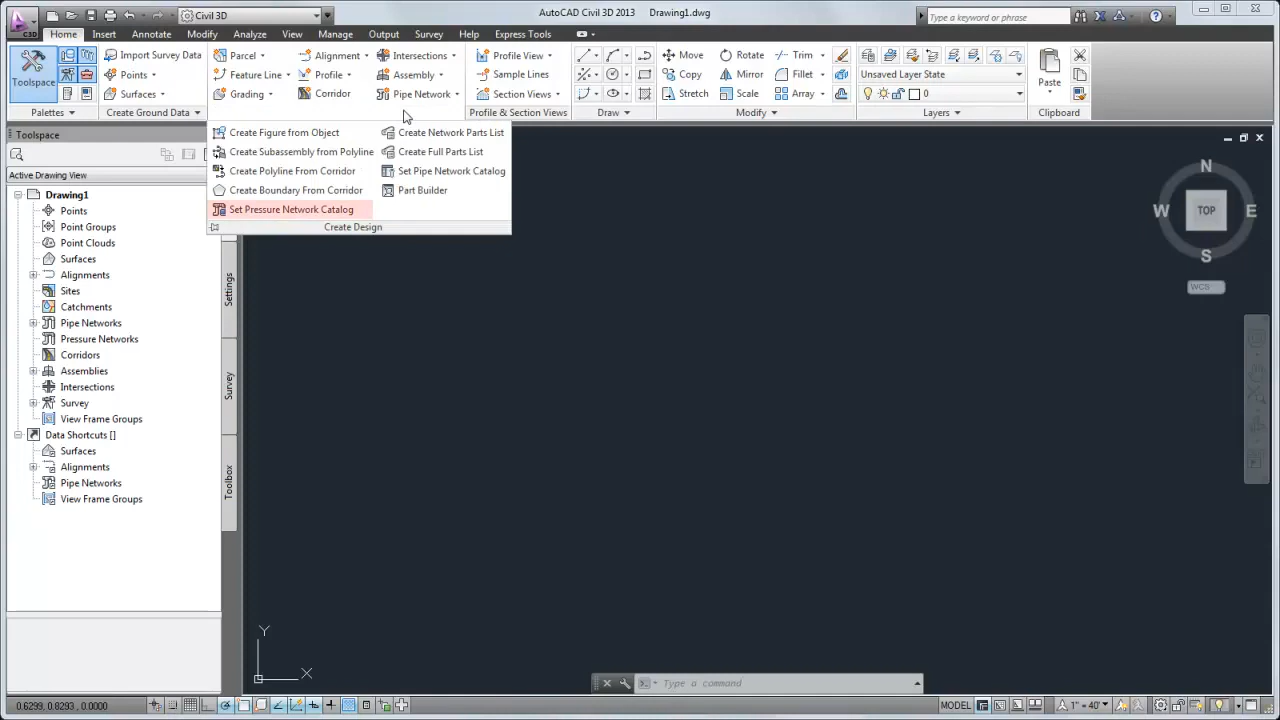 Civil 3D
AutoCAD Civil 3D 2013 Drawing1.dwg
Type a keyword or phrase
C3D
Home Insert Annotate Modify Analyze View Manage Output Survey Help Express Tools
Toolspace
Import Survey Data
Points
Surfaces
Parcel
Feature Line
Grading
Alignment
Profile
Corridor
Intersections
Assembly
Pipe Network
Profile View
Sample Lines
Section Views
Move
Copy
Stretch
Rotate
Mirror
Scale
Trim
Fillet
Array
Unsaved Layer State
0
Paste
Palettes
Create Ground Data
Profile & Section Views
Draw
Modify
Layers
Clipboard
Create Figure from Object
Create Subassembly from Polyline
Create Polyline From Corridor
Create Boundary From Corridor
Set Pressure Network Catalog
Create Network Parts List
Create Full Parts List
Set Pipe Network Catalog
Part Builder
Create Design
Toolspace
Active Drawing View
Drawing1
Points
Point Groups
Point Clouds
Surfaces
Alignments
Sites
Catchments
Pipe Networks
Pressure Networks
Corridors
Assemblies
Intersections
Survey
View Frame Groups
Data Shortcuts []
Surfaces
Alignments
Pipe Networks
View Frame Groups
Settings
Survey
Toolbox
N
W TOP E
S
WCS
Y
X
Type a command
0.6299, 0.8293, 0.0000
MODEL
1" = 40'